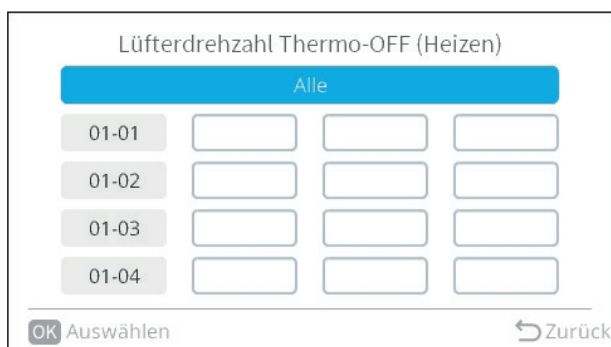 Lüfterdrehzahl Thermo-OFF (Heizen)
Alle
01-01
01-02
01-03
01-04
OK Auswählen Zurück